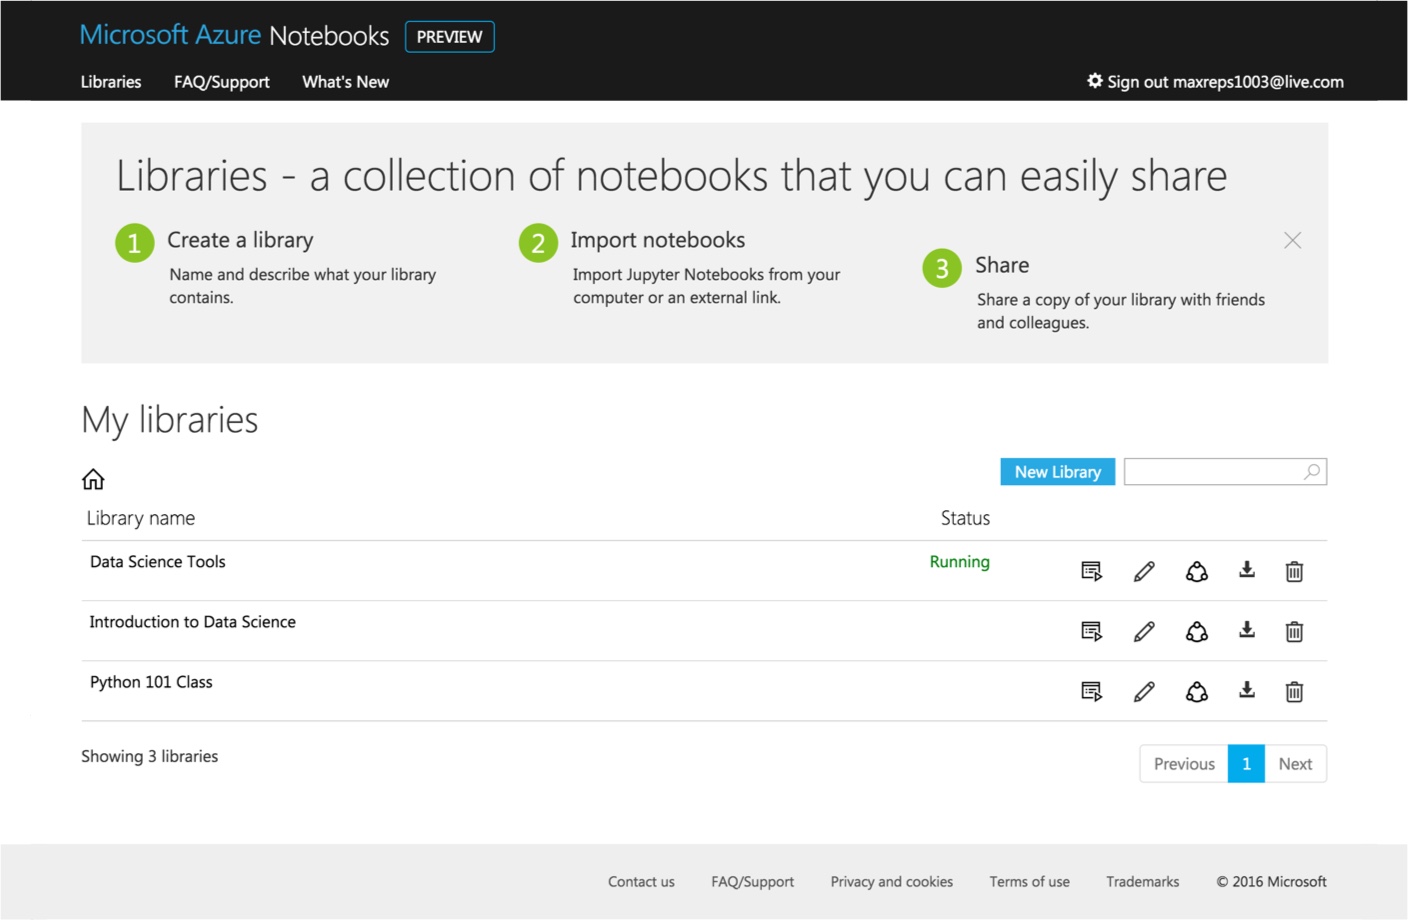 Microsoft Azure Notebooks PREVIEW
Libraries FAQ/Support What's New Sign out maxreps1003@live.com
Libraries - a collection of notebooks that you can easily share
1 Create a library
Name and describe what your library
contains.
2 Import notebooks
Import Jupyter Notebooks from your
computer or an external link.
3 Share
Share a copy of your library with friends
and colleagues.
My libraries
New Library
Library name Status
Data Science Tools Running
Introduction to Data Science
Python 101 Class
Showing 3 libraries
Previous 1 Next
Contact us FAQ/Support Privacy and cookies Terms of use Trademarks © 2016 Microsoft